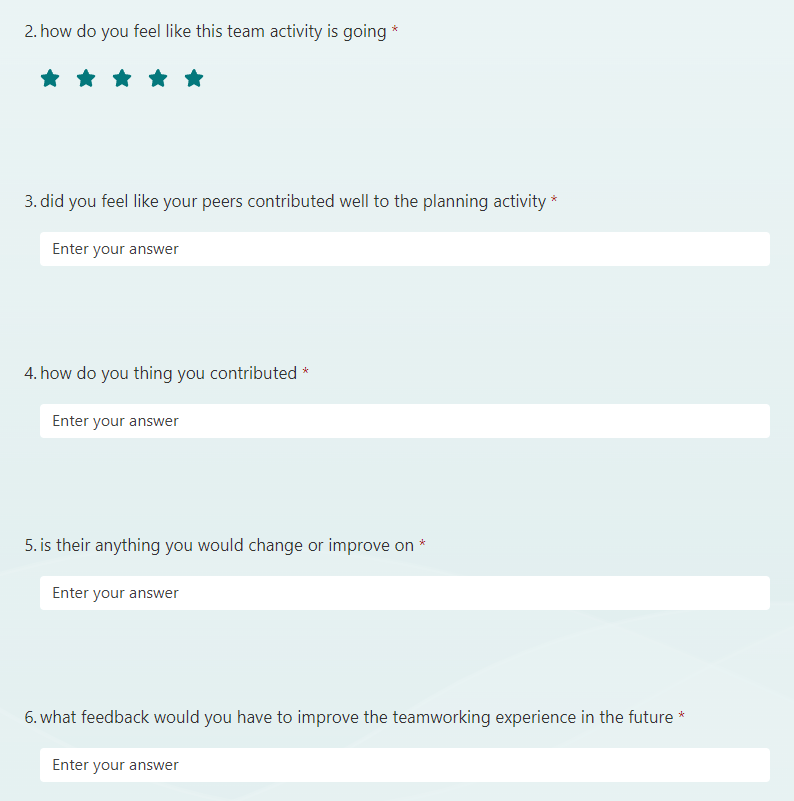 2. how do you feel like this team activity is going *
3. did you feel like your peers contributed well to the planning activity *
Enter your answer
4. how do you thing you contributed *
Enter your answer
5. is their anything you would change or improve on *
Enter your answer
6. what feedback would you have to improve the teamworking experience in the future *
Enter your answer